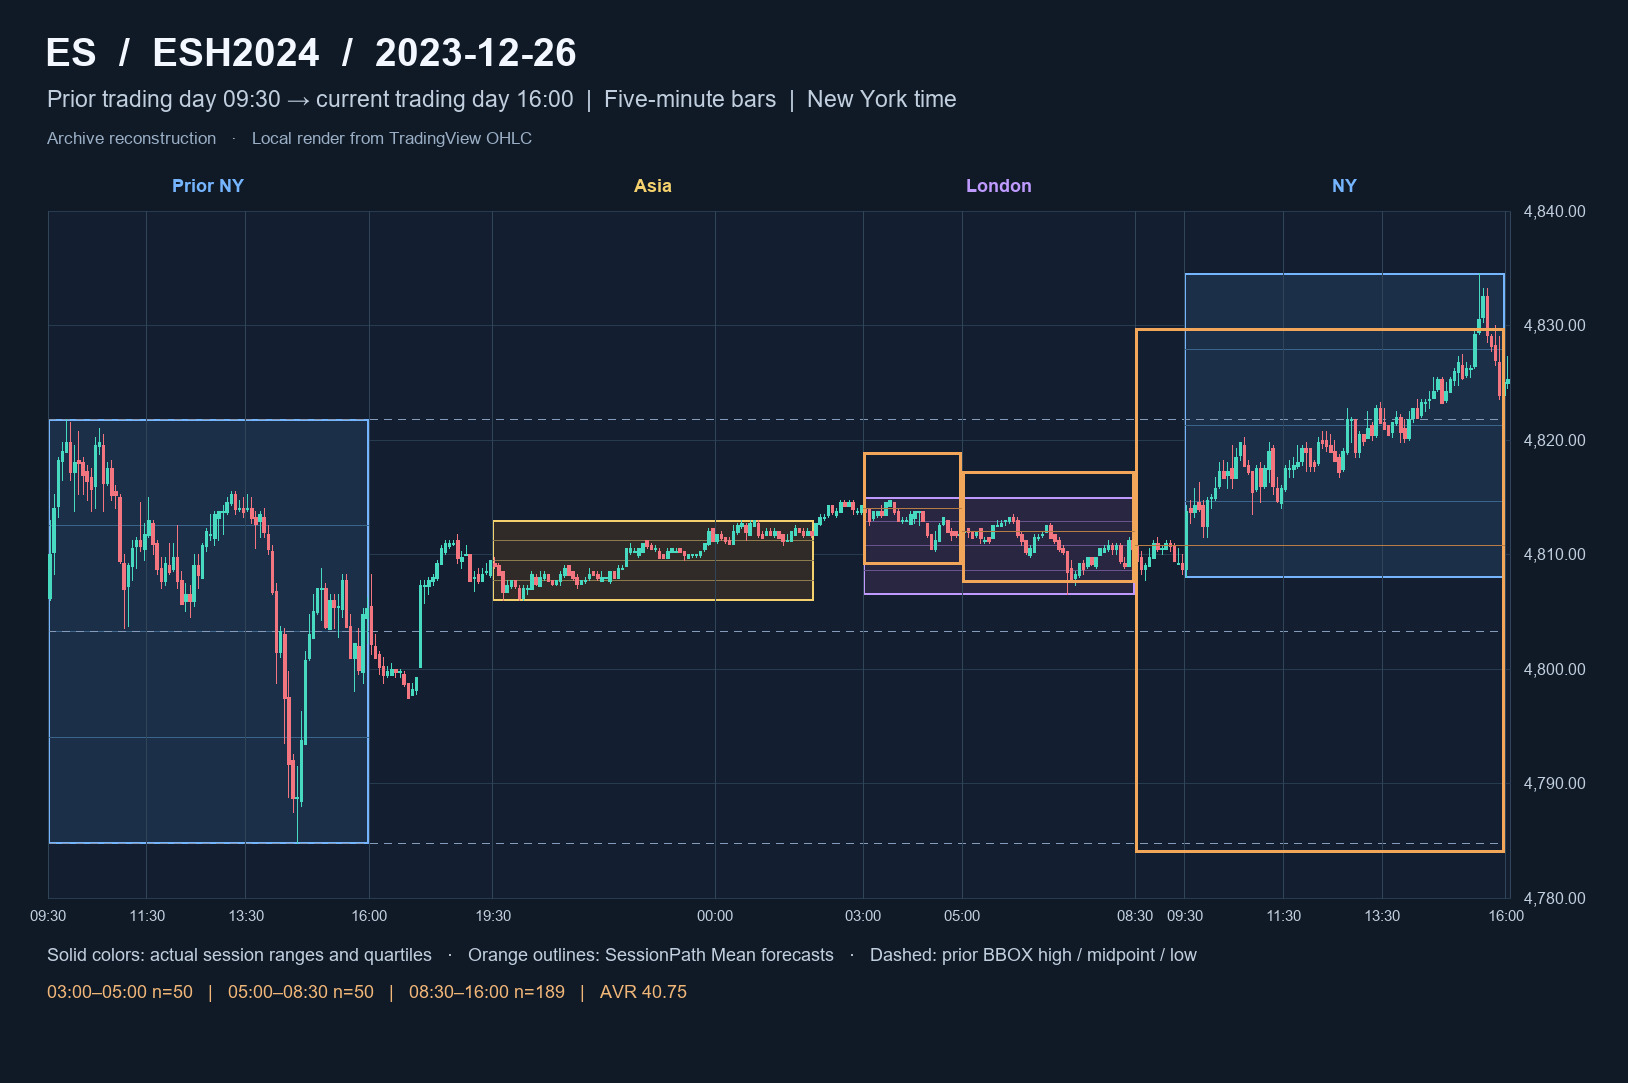 ES / ESH2024 / 2023-12-26
Prior trading day 09:30 → current trading day 16:00 | Five-minute bars | New York time
Archive reconstruction · Local render from TradingView OHLC
Prior NY Asia London NY
4,840.00
4,830.00
4,820.00
4,810.00
4,800.00
4,790.00
4,780.00
09:30 11:30 13:30 16:00 19:30 00:00 03:00 05:00 08:30 09:30 11:30 13:30 16:00
Solid colors: actual session ranges and quartiles · Orange outlines: SessionPath Mean forecasts · Dashed: prior BBOX high / midpoint / low
03:00–05:00 n=50 | 05:00–08:30 n=50 | 08:30–16:00 n=189 | AVR 40.75